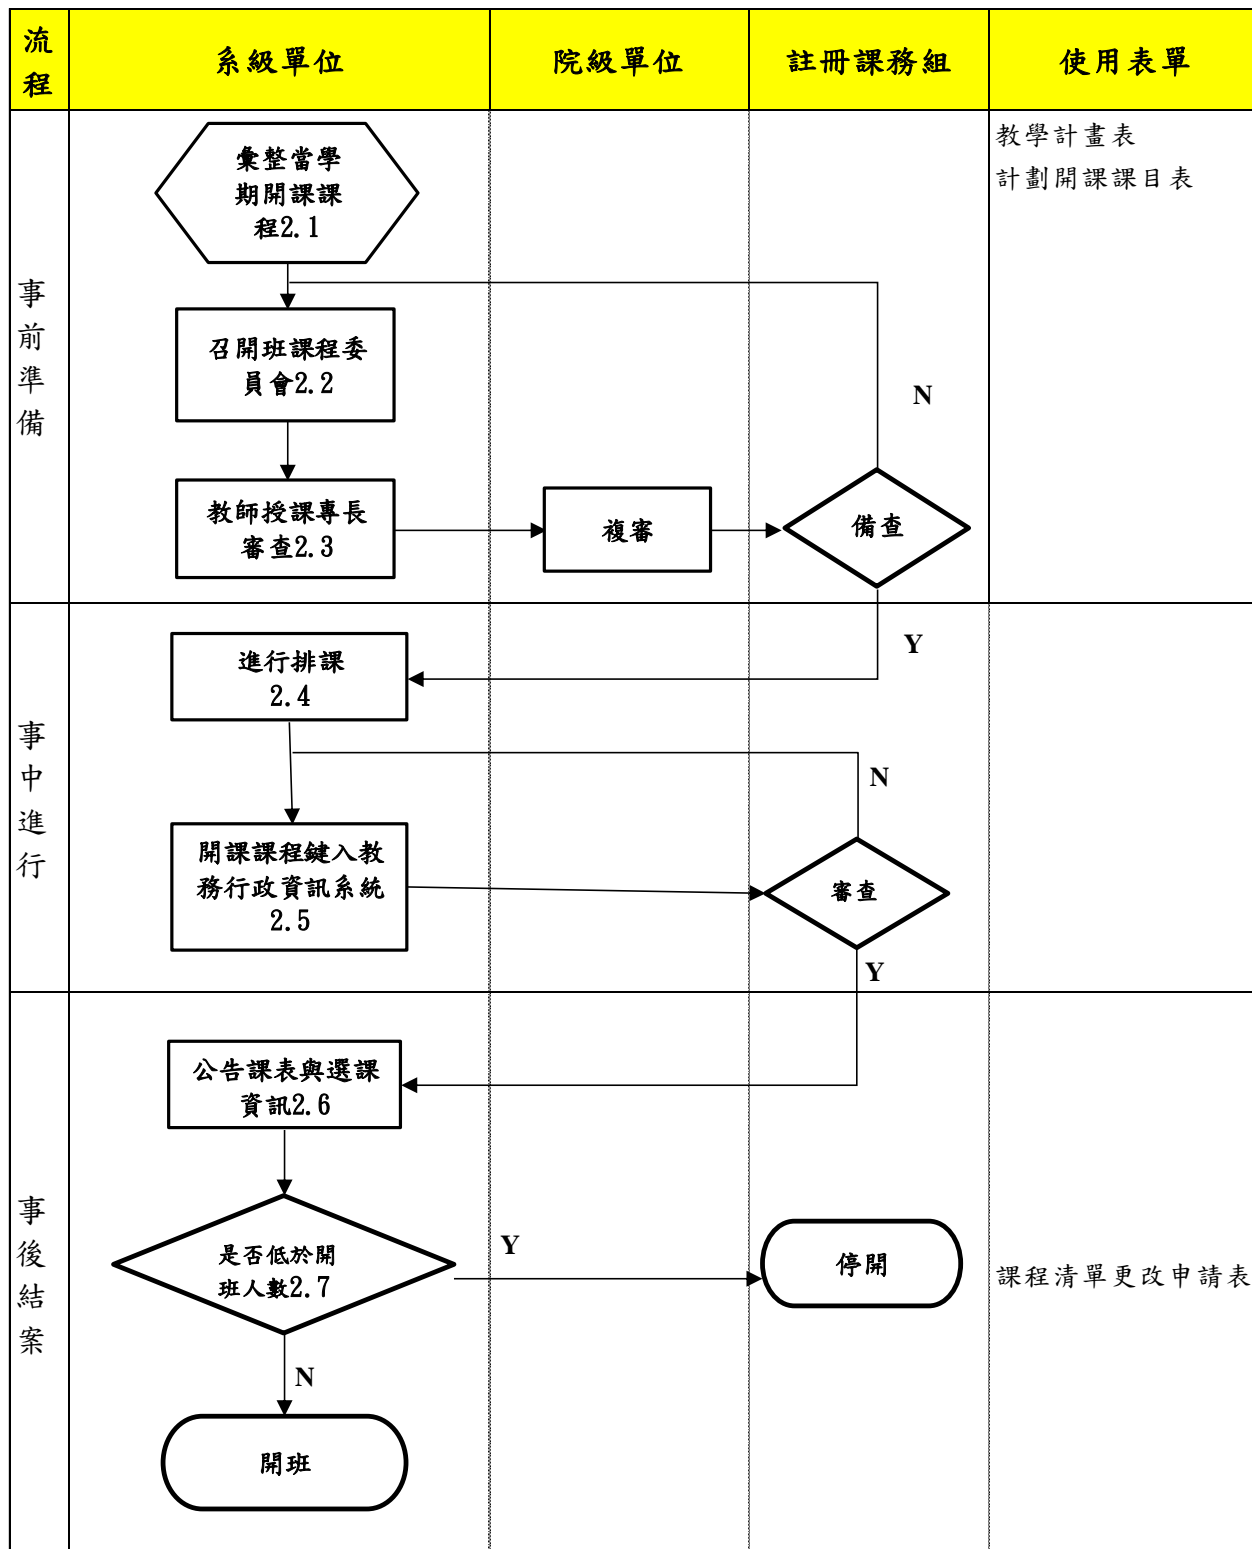 流程
系級單位
院級單位
註冊課務組
使用表單
事前準備
彙整當學
期開課課
程2.1
教學計畫表
計劃開課課目表
召開班課程委
員會2.2
N
教師授課專長
審查2.3
複審
備查
事中進行
進行排課
2.4
Y
N
開課課程鍵入教
務行政資訊系統
2.5
審查
Y
事後結案
公告課表與選課
資訊2.6
是否低於開
班人數2.7
Y
停開
課程清單更改申請表
N
開班